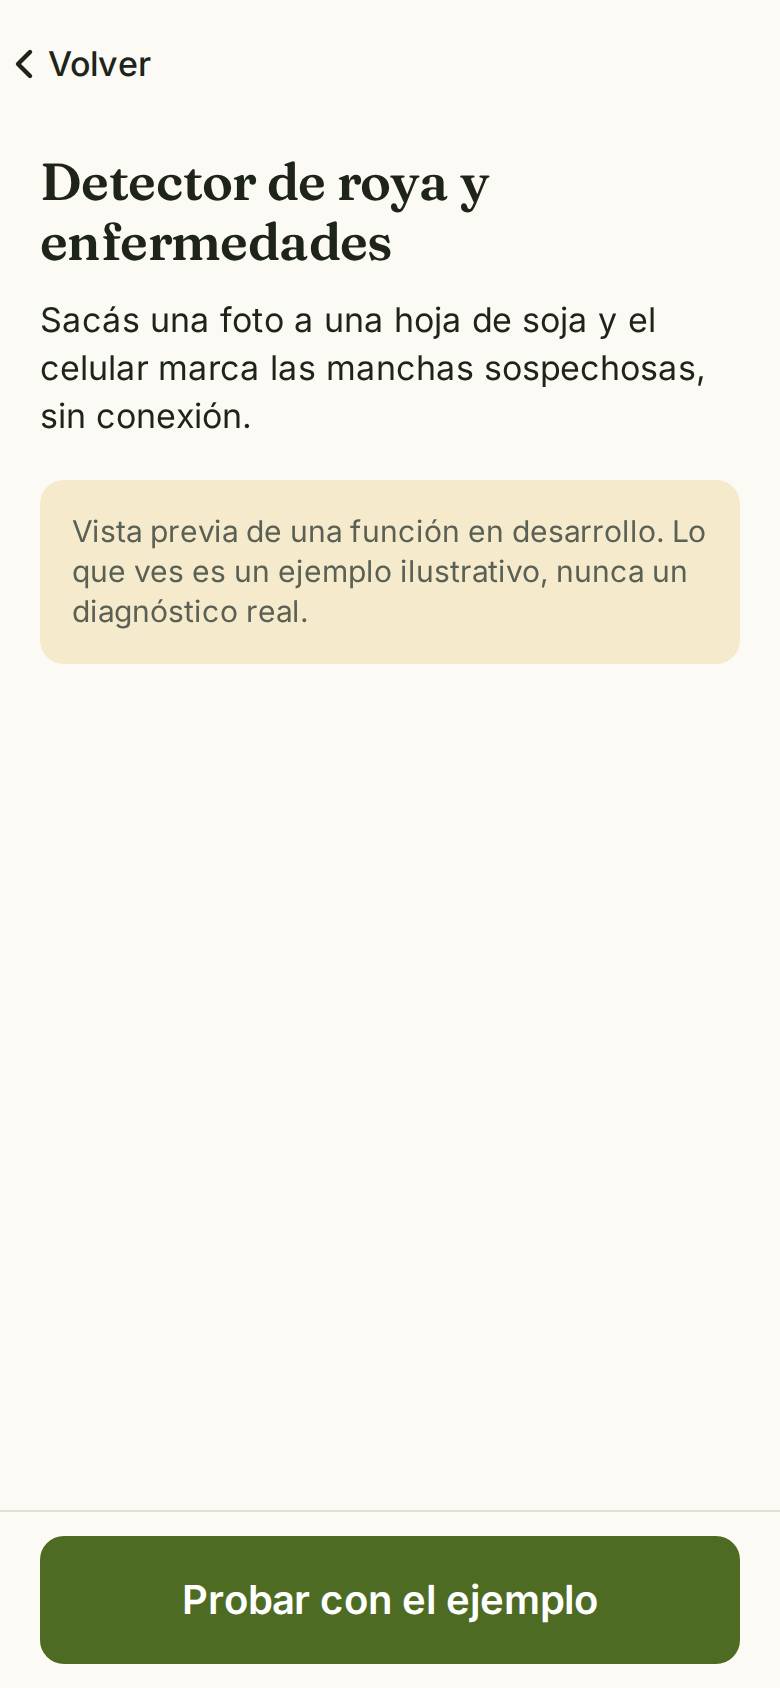 Volver
Detector de roya y
enfermedades
Sacás una foto a una hoja de soja y el
celular marca las manchas sospechosas,
sin conexión.
Vista previa de una función en desarrollo. Lo
que ves es un ejemplo ilustrativo, nunca un
diagnóstico real.
Probar con el ejemplo